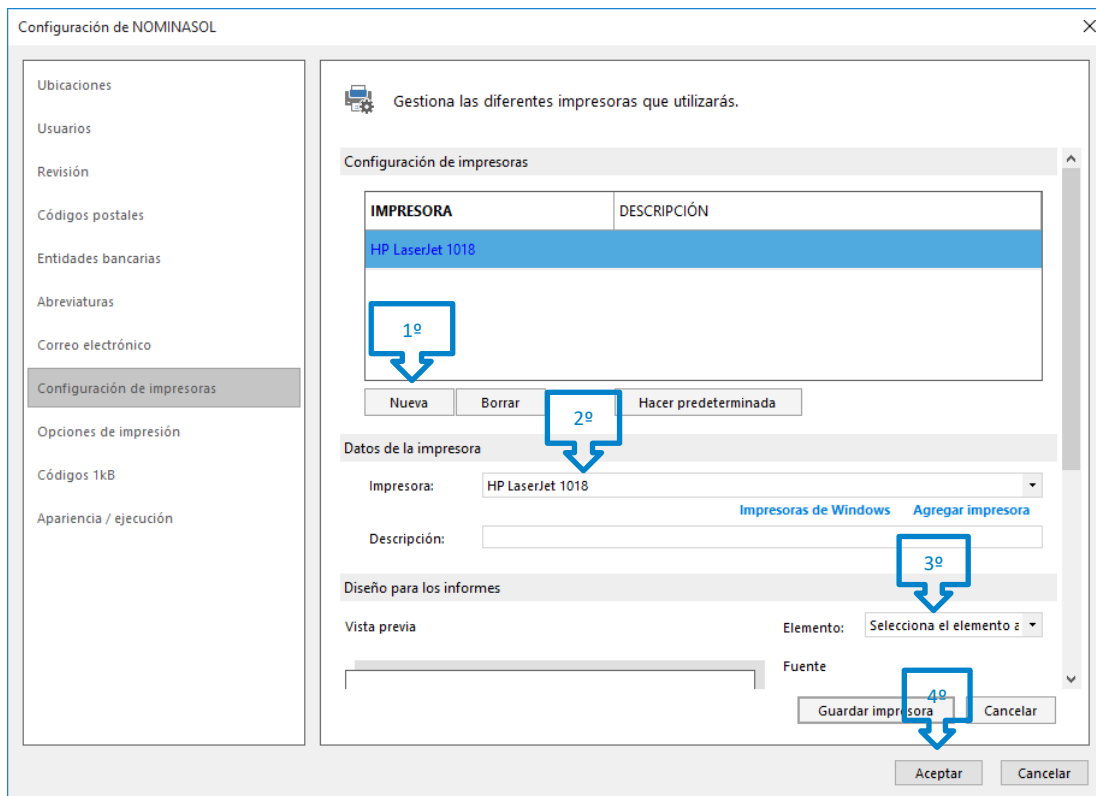 Configuración de NOMINASOL
Ubicaciones
Usuarios
Revisión
Códigos postales
Entidades bancarias
Abreviaturas
Correo electrónico
Configuración de impresoras
Opciones de impresión
Códigos 1kB
Apariencia / ejecución
Gestiona las diferentes impresoras que utilizarás.
Configuración de impresoras
IMPRESORA DESCRIPCIÓN
HP LaserJet 1018
1º
Nueva Borrar Hacer predeterminada
2º
Datos de la impresora
Impresora: HP LaserJet 1018
Impresoras de Windows Agregar impresora
Descripción:
3º
Diseño para los informes
Vista previa
Elemento: Selecciona el elemento a
Fuente
4º
Guardar impresora Cancelar
Aceptar Cancelar